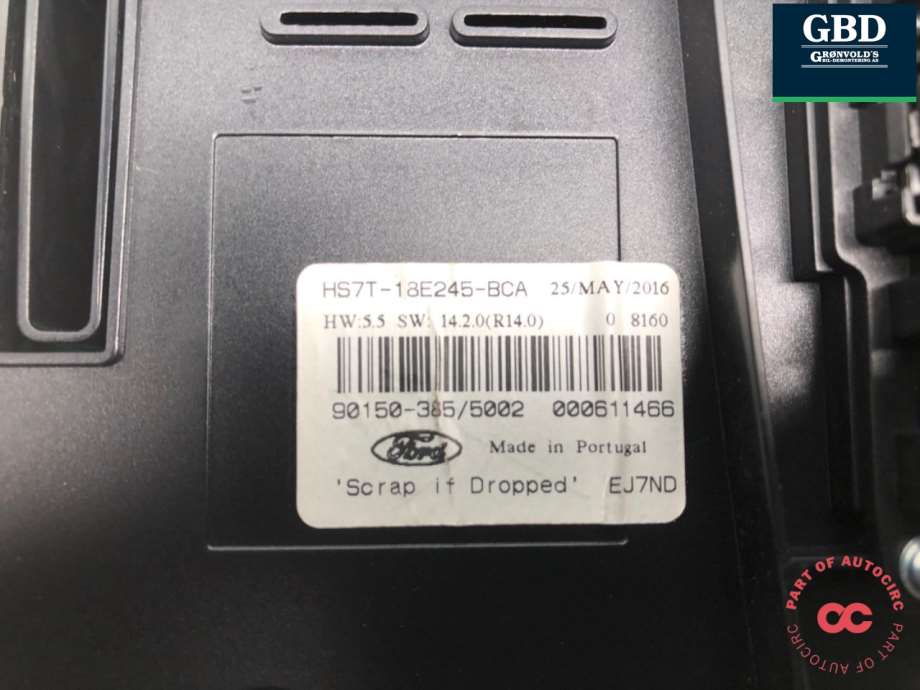 GBD
GRØNVOLD'S
BIL-DEMONTERING AS
HS7T-18E245-BCA 25/MAY/2016
HW:5.5 SW: 14.2.0(R14.0) 0 8160
90150-385/5002 000611466
Ford Made in Portugal
'Scrap if Dropped' EJ7ND
PART OF AUTOCIRC
PART OF AUTOCIRC